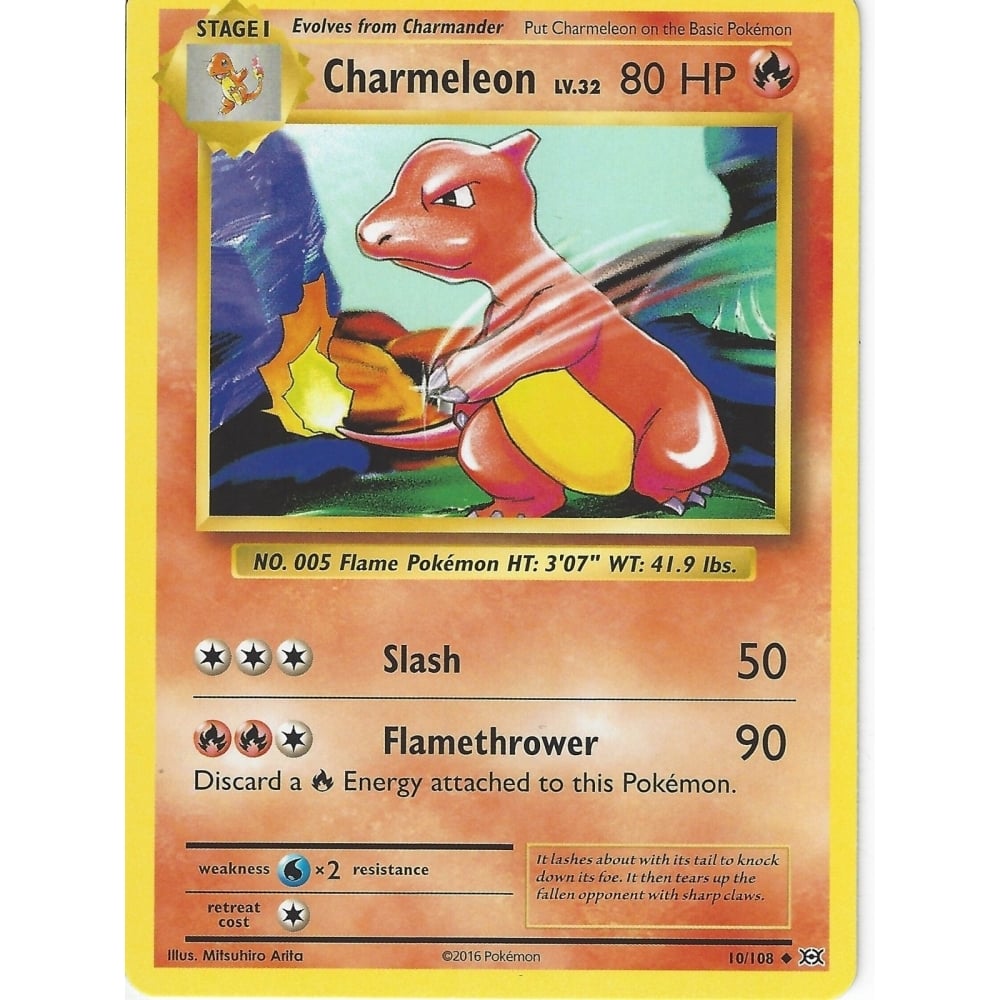 STAGE 1 Evolves from Charmander Put Charmeleon on the Basic Pokémon
Charmeleon LV.32 80 HP
NO. 005 Flame Pokémon HT: 3'07" WT: 41.9 lbs.
Slash 50
Flamethrower 90
Discard a Energy attached to this Pokémon.
weakness ×2 resistance
retreat
cost
It lashes about with its tail to knock
down its foe. It then tears up the
fallen opponent with sharp claws.
Illus. Mitsuhiro Arita ©2016 Pokémon 10/108